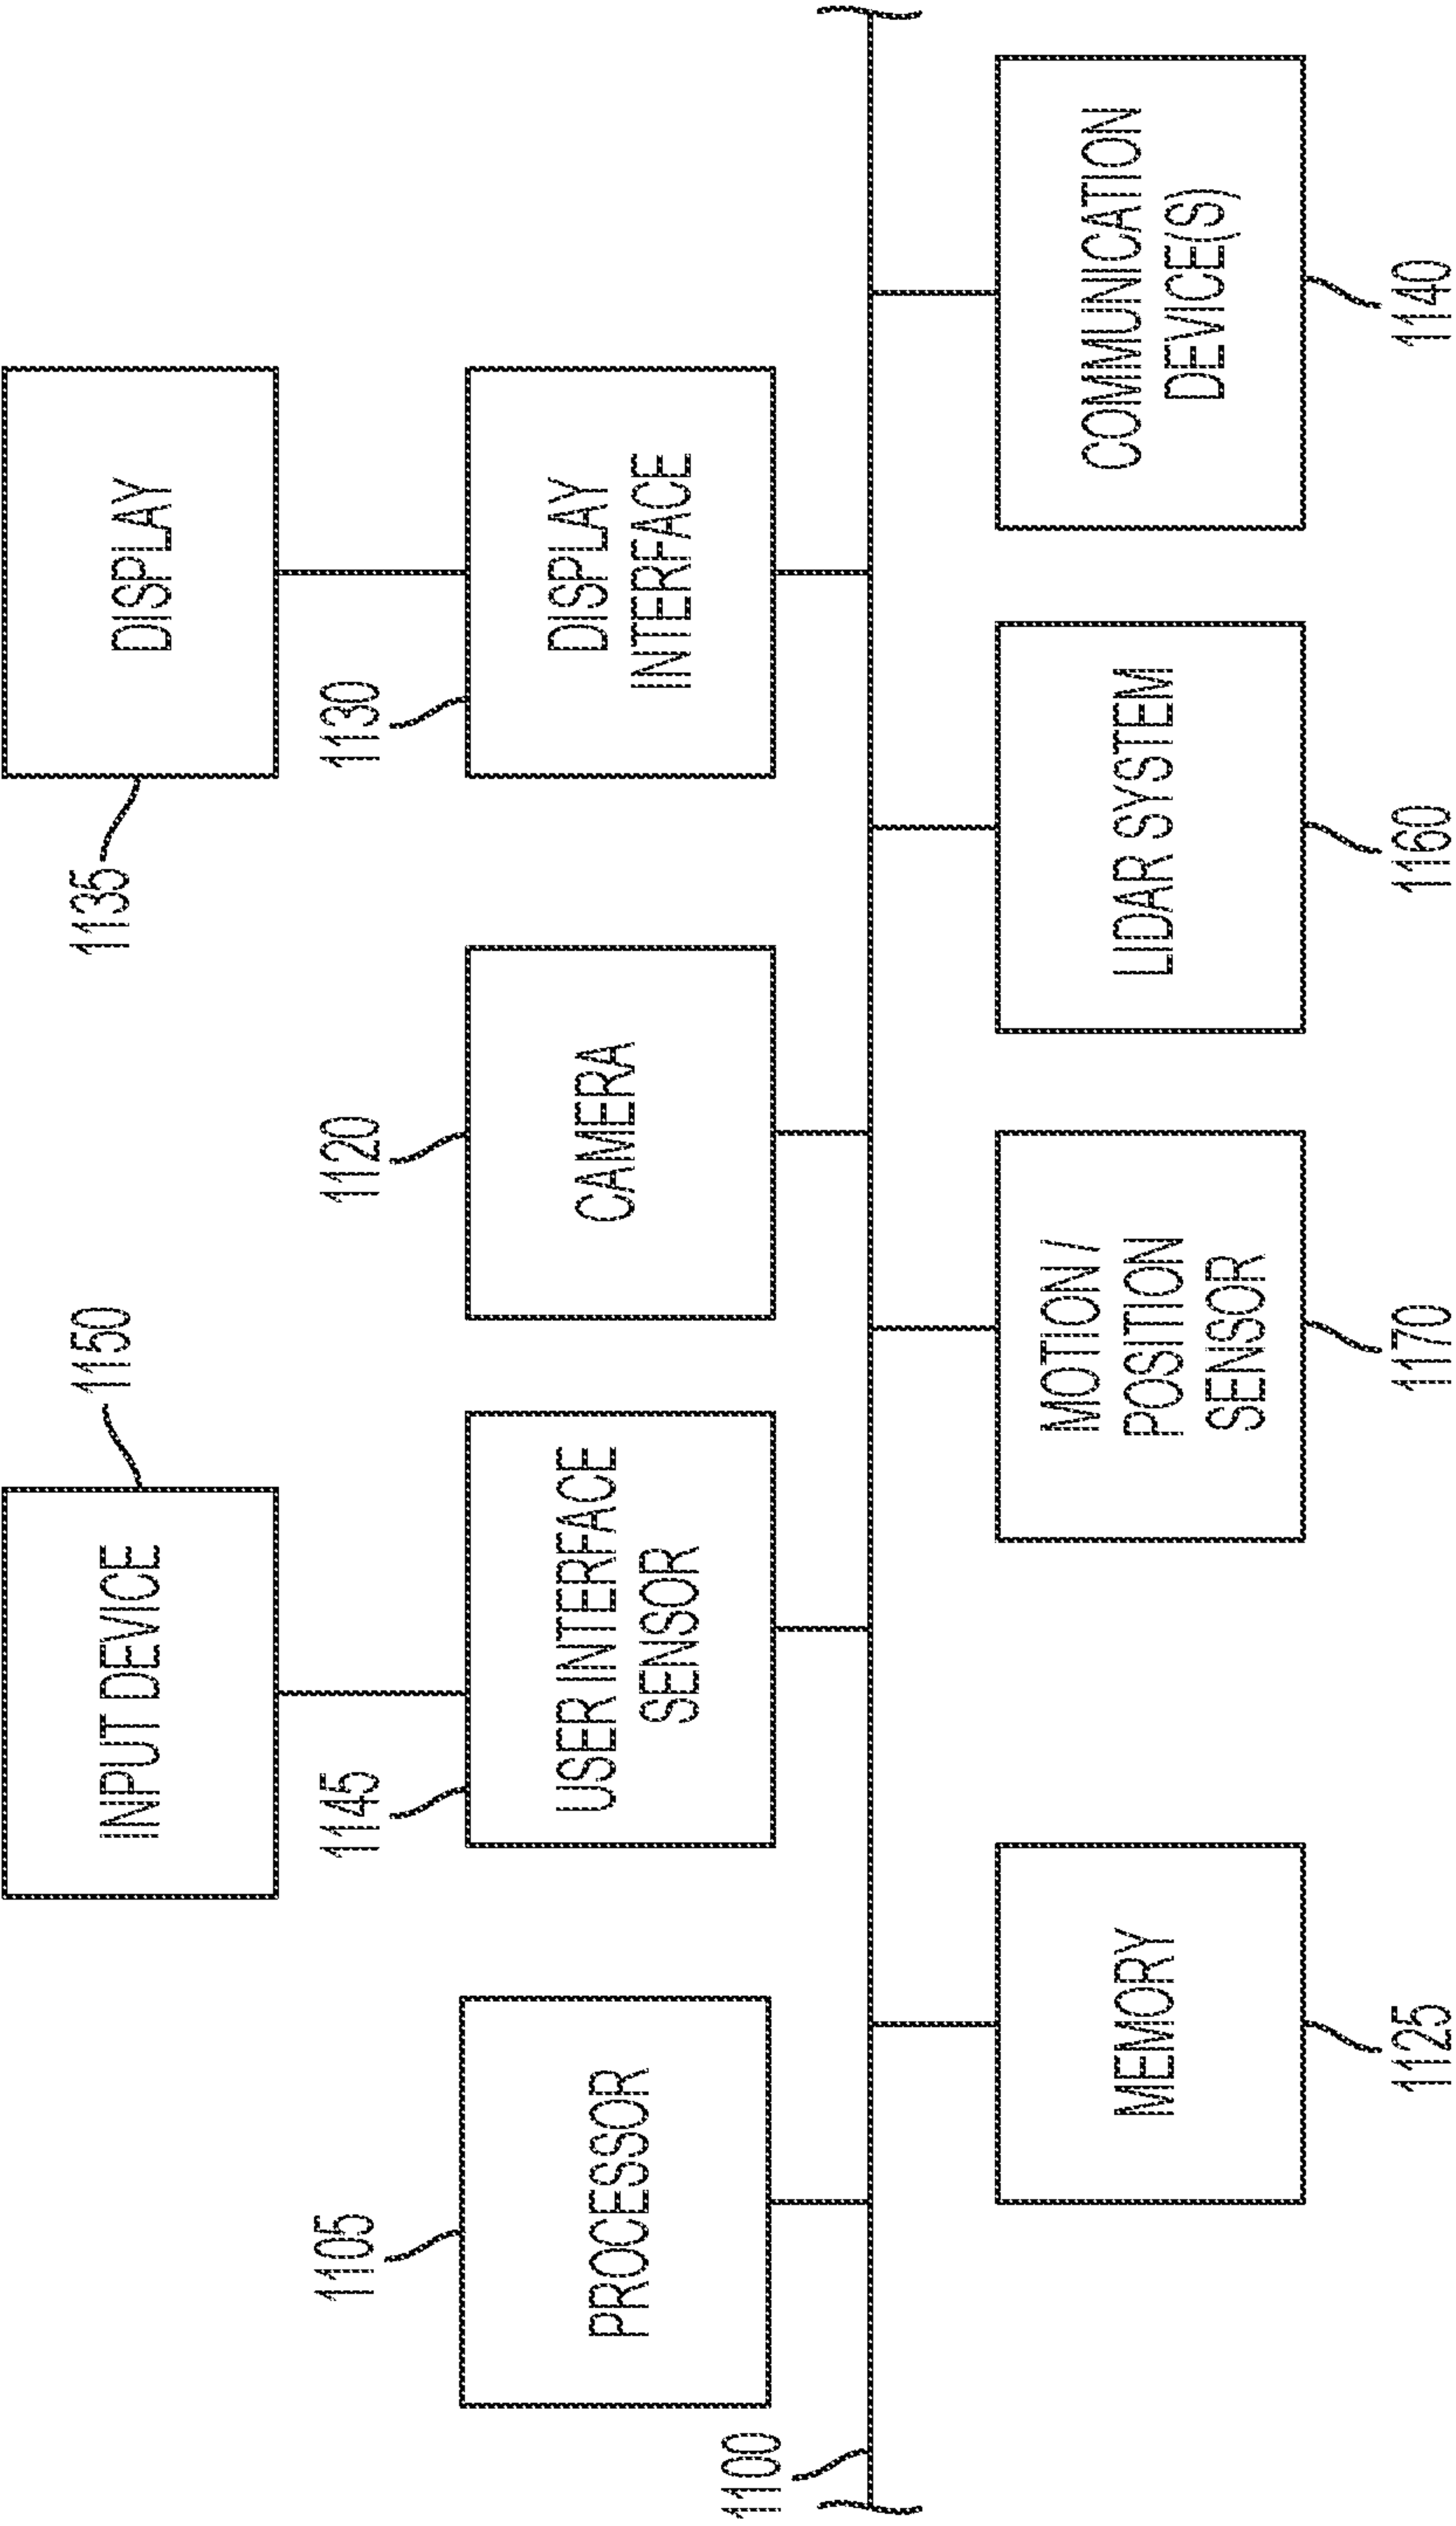 INPUT DEVICE
1150
1135
DISPLAY
1105
PROCESSOR
1145
USER INTERFACE
SENSOR
1120
CAMERA
1130
DISPLAY
INTERFACE
1100
MEMORY
1125
MOTION /
POSITION
SENSOR
1170
LIDAR SYSTEM
1160
COMMUNICATION
DEVICE(S)
1140